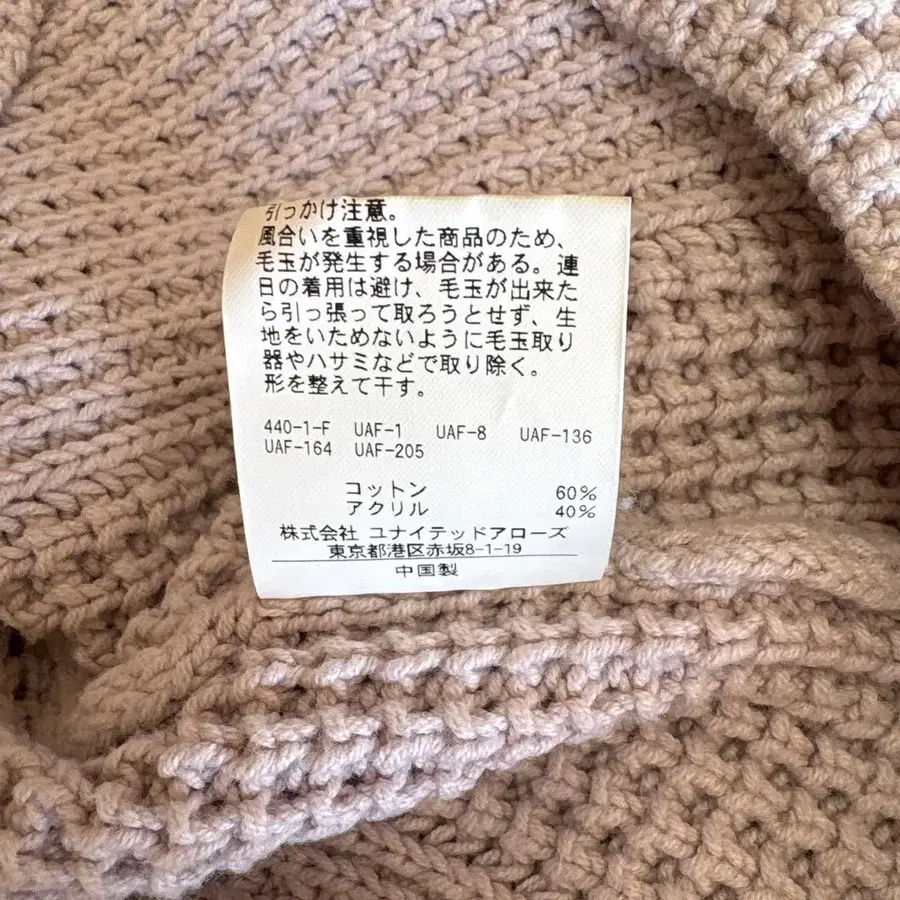 引っかけ注意。
風合いを重視した商品のため、
毛玉が発生する場合がある。連
日の着用は避け、毛玉が出来た
ら引っ張って取ろうとせず、生
地をいためないように毛玉取り
器やハサミなどで取り除く。
形を整えて干す。
440-1-F UAF-1 UAF-8 UAF-136
UAF-164 UAF-205
コットン 60%
アクリル 40%
株式会社 ユナイテッドアローズ
東京都港区赤坂8-1-19
中国製